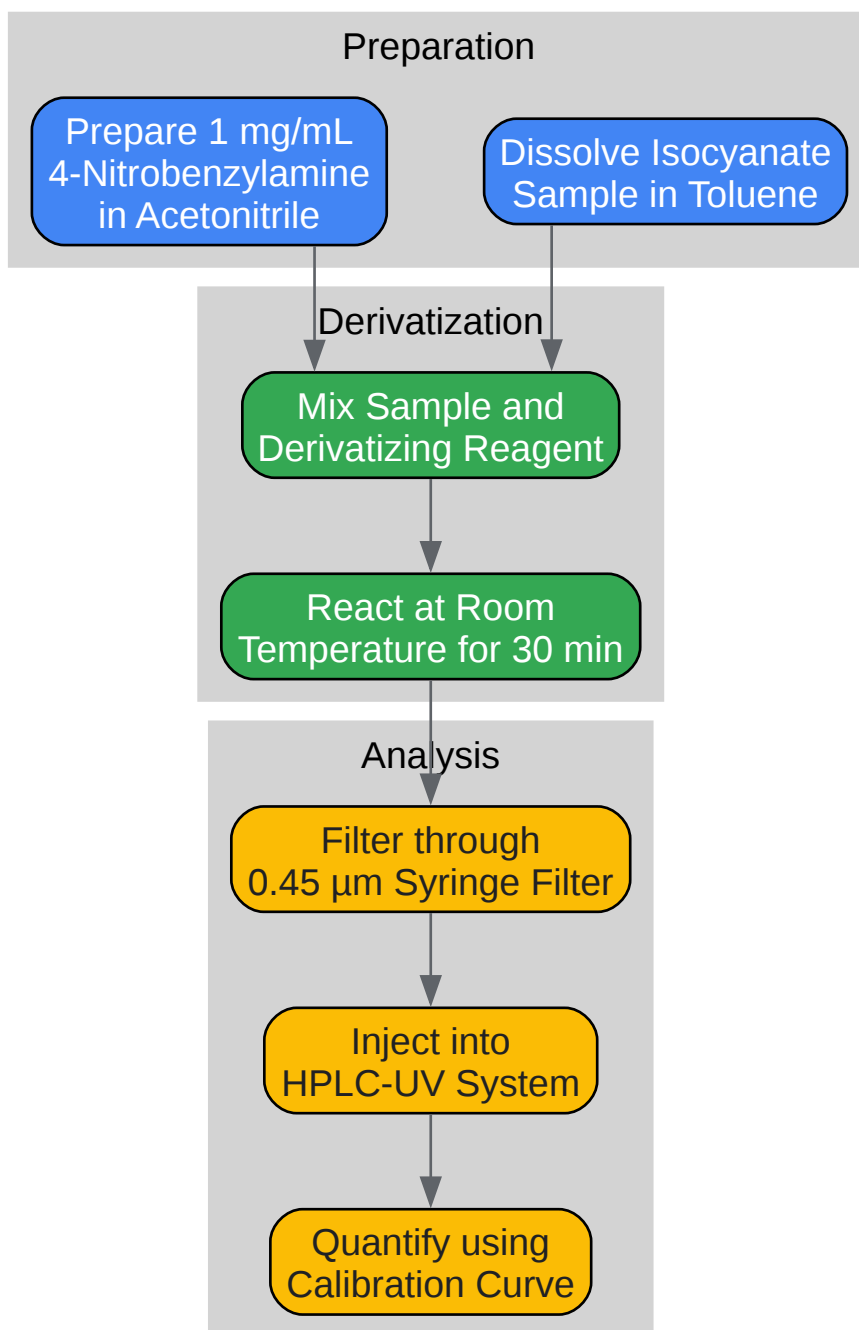 Preparation
Prepare 1 mg/mL
4-Nitrobenzylamine
in Acetonitrile
Dissolve Isocyanate
Sample in Toluene
Derivatization
Mix Sample and
Derivatizing Reagent
React at Room
Temperature for 30 min
Analysis
Filter through
0.45 µm Syringe Filter
Inject into
HPLC-UV System
Quantify using
Calibration Curve